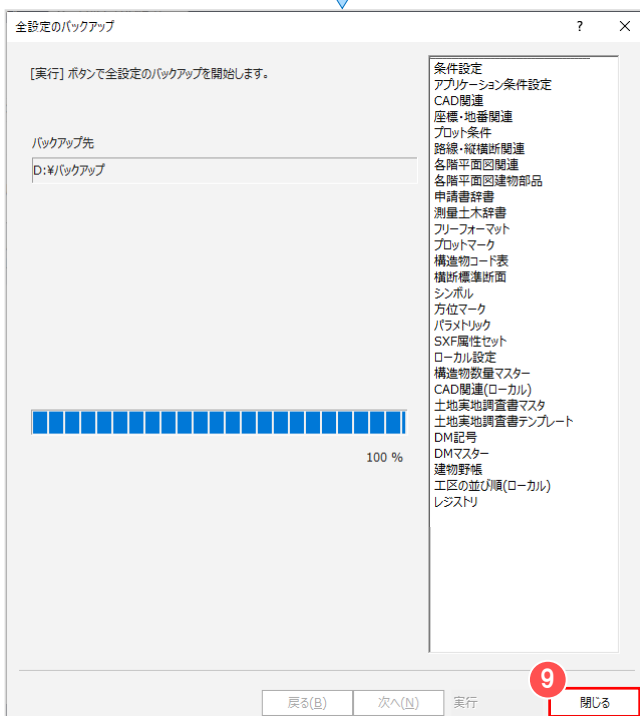 全設定のバックアップ
? ×
[実行] ボタンで全設定のバックアップを開始します。
バックアップ先
D:¥バックアップ
100 %
条件設定
アプリケーション条件設定
CAD関連
座標・地番関連
プロット条件
路線・縦横断関連
各階平面図関連
各階平面図建物部品
申請書辞書
測量土木辞書
フリーフォーマット
プロットマーク
構造物コード表
横断標準断面
シンボル
方位マーク
パラメトリック
SXF属性セット
ローカル設定
構造物数量マスター
CAD関連(ローカル)
土地実地調査書マスタ
土地実地調査書テンプレート
DM記号
DMマスター
建物野帳
工区の並び順(ローカル)
レジストリ
9
戻る(B) 次へ(N) 実行 閉じる